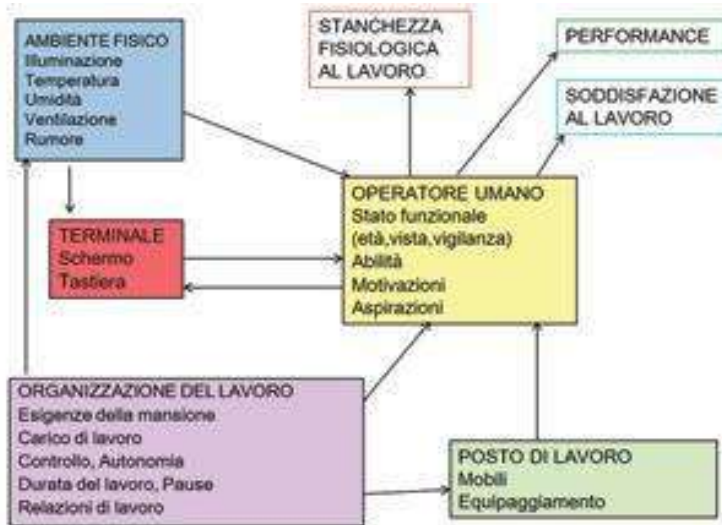 AMBIENTE FISICO
Illuminazione
Temperatura
Umidità
Ventilazione
Rumore
STANCHEZZA
FISIOLOGICA
AL LAVORO
PERFORMANCE
SODDISFAZIONE
AL LAVORO
OPERATORE UMANO
Stato funzionale
(età,vista,vigilanza)
Abilità
Motivazioni
Aspirazioni
TERMINALE
Schermo
Tastiera
ORGANIZZAZIONE DEL LAVORO
Esigenze della mansione
Carico di lavoro
Controllo, Autonomia
Durata del lavoro, Pause
Relazioni di lavoro
POSTO DI LAVORO
Mobili
Equipaggiamento